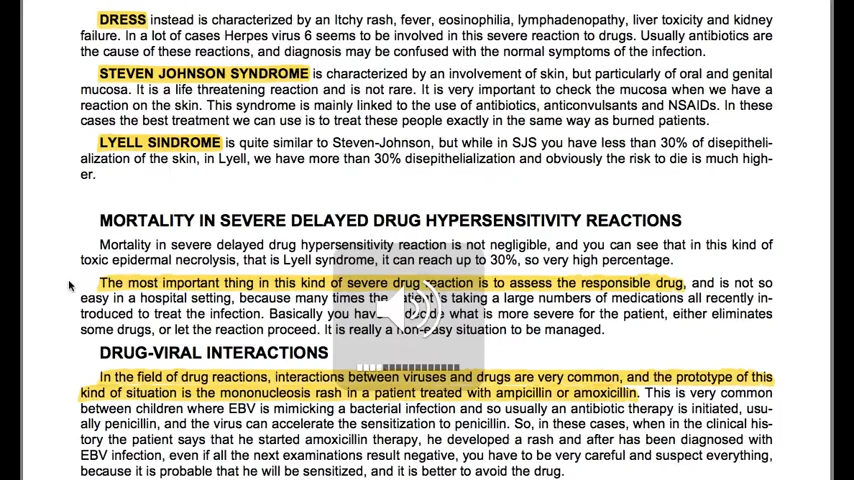 DRESS instead is characterized by an Itchy rash, fever, eosinophilia, lymphadenopathy, liver toxicity and kidney
failure. In a lot of cases Herpes virus 6 seems to be involved in this severe reaction to drugs. Usually antibiotics are
the cause of these reactions, and diagnosis may be confused with the normal symptoms of the infection.
STEVEN JOHNSON SYNDROME is characterized by an involvement of skin, but particularly of oral and genital
mucosa. It is a life threatening reaction and is not rare. It is very important to check the mucosa when we have a
reaction on the skin. This syndrome is mainly linked to the use of antibiotics, anticonvulsants and NSAIDs. In these
cases the best treatment we can use is to treat these people exactly in the same way as burned patients.
LYELL SINDROME is quite similar to Steven-Johnson, but while in SJS you have less than 30% of disepitheli-
alization of the skin, in Lyell, we have more than 30% disepithelialization and obviously the risk to die is much high-
er.
MORTALITY IN SEVERE DELAYED DRUG HYPERSENSITIVITY REACTIONS
Mortality in severe delayed drug hypersensitivity reaction is not negligible, and you can see that in this kind of
toxic epidermal necrolysis, that is Lyell syndrome, it can reach up to 30%, so very high percentage.
The most important thing in this kind of severe drug reaction is to assess the responsible drug, and is not so
easy in a hospital setting, because many times the is taking a large numbers of medications all recently in-
troduced to treat the infection. Basically you what is more severe for the patient, either eliminates
some drugs, or let the reaction proceed. It is really a easy situation to be managed.
DRUG-VIRAL INTERACTIONS
In the field of drug reactions, interactions between viruses and drugs are very common, and the prototype of this
kind of situation is the mononucleosis rash in a patient treated with ampicillin or amoxicillin. This is very common
between children where EBV is mimicking a bacterial infection and so usually an antibiotic therapy is initiated, usu-
ally penicillin, and the virus can accelerate the sensitization to penicillin. So, in these cases, when in the clinical his-
tory the patient says that he started amoxicillin therapy, he developed a rash and after has been diagnosed with
EBV infection, even if all the next examinations result negative, you have to be very careful and suspect everything,
because it is probable that he will be sensitized, and it is better to avoid the drug.